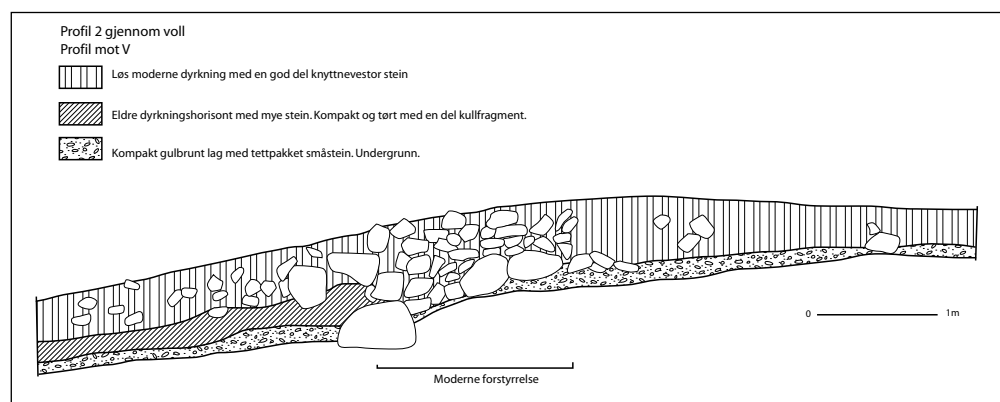 Profil 2 gjennom voll
Profil mot V
Løs moderne dyrkning med en god del knyttnevestor stein
Eldre dyrkningshorisont med mye stein. Kompakt og tørt med en del kullfragment.
Kompakt gulbrunt lag med tettpakket småstein. Undergrunn.
0 1m
Moderne forstyrrelse